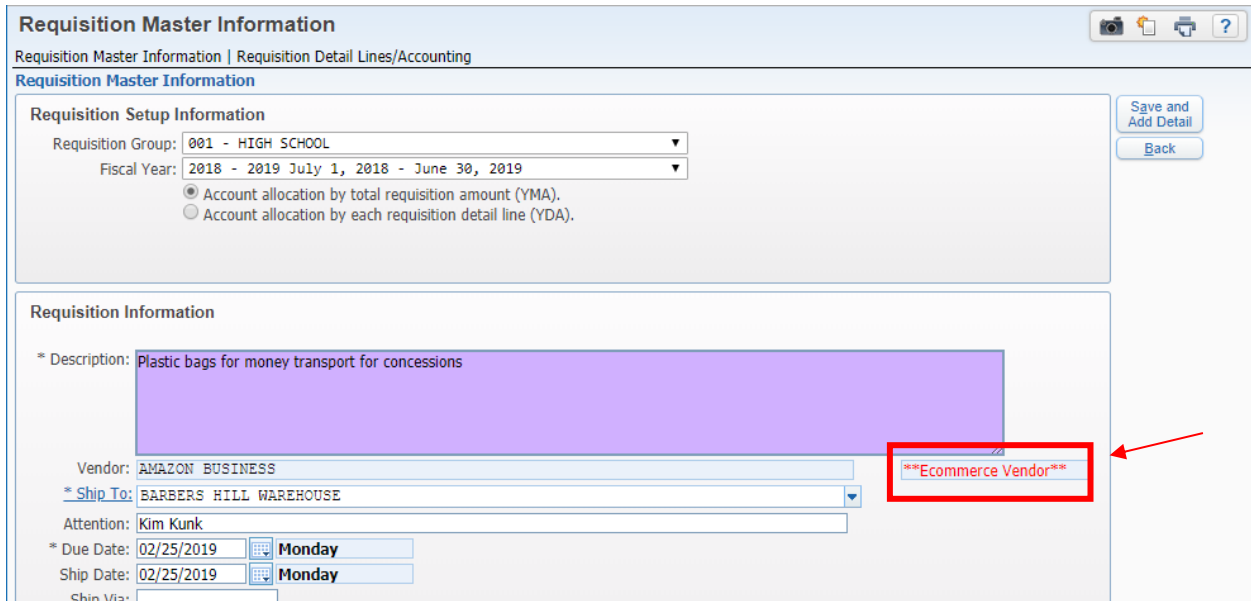 Requisition Master Information
?
Requisition Master Information | Requisition Detail Lines/Accounting
Requisition Master Information
Requisition Setup Information
Save and Add Detail
Back
Requisition Group: 001 - HIGH SCHOOL
Fiscal Year: 2018 - 2019 July 1, 2018 - June 30, 2019
Account allocation by total requisition amount (YMA).
Account allocation by each requisition detail line (YDA).
Requisition Information
* Description: Plastic bags for money transport for concessions
Vendor: AMAZON BUSINESS **Ecommerce Vendor**
* Ship To: BARBERS HILL WAREHOUSE
Attention: Kim Kunk
* Due Date: 02/25/2019 Monday
Ship Date: 02/25/2019 Monday
Ship Via: